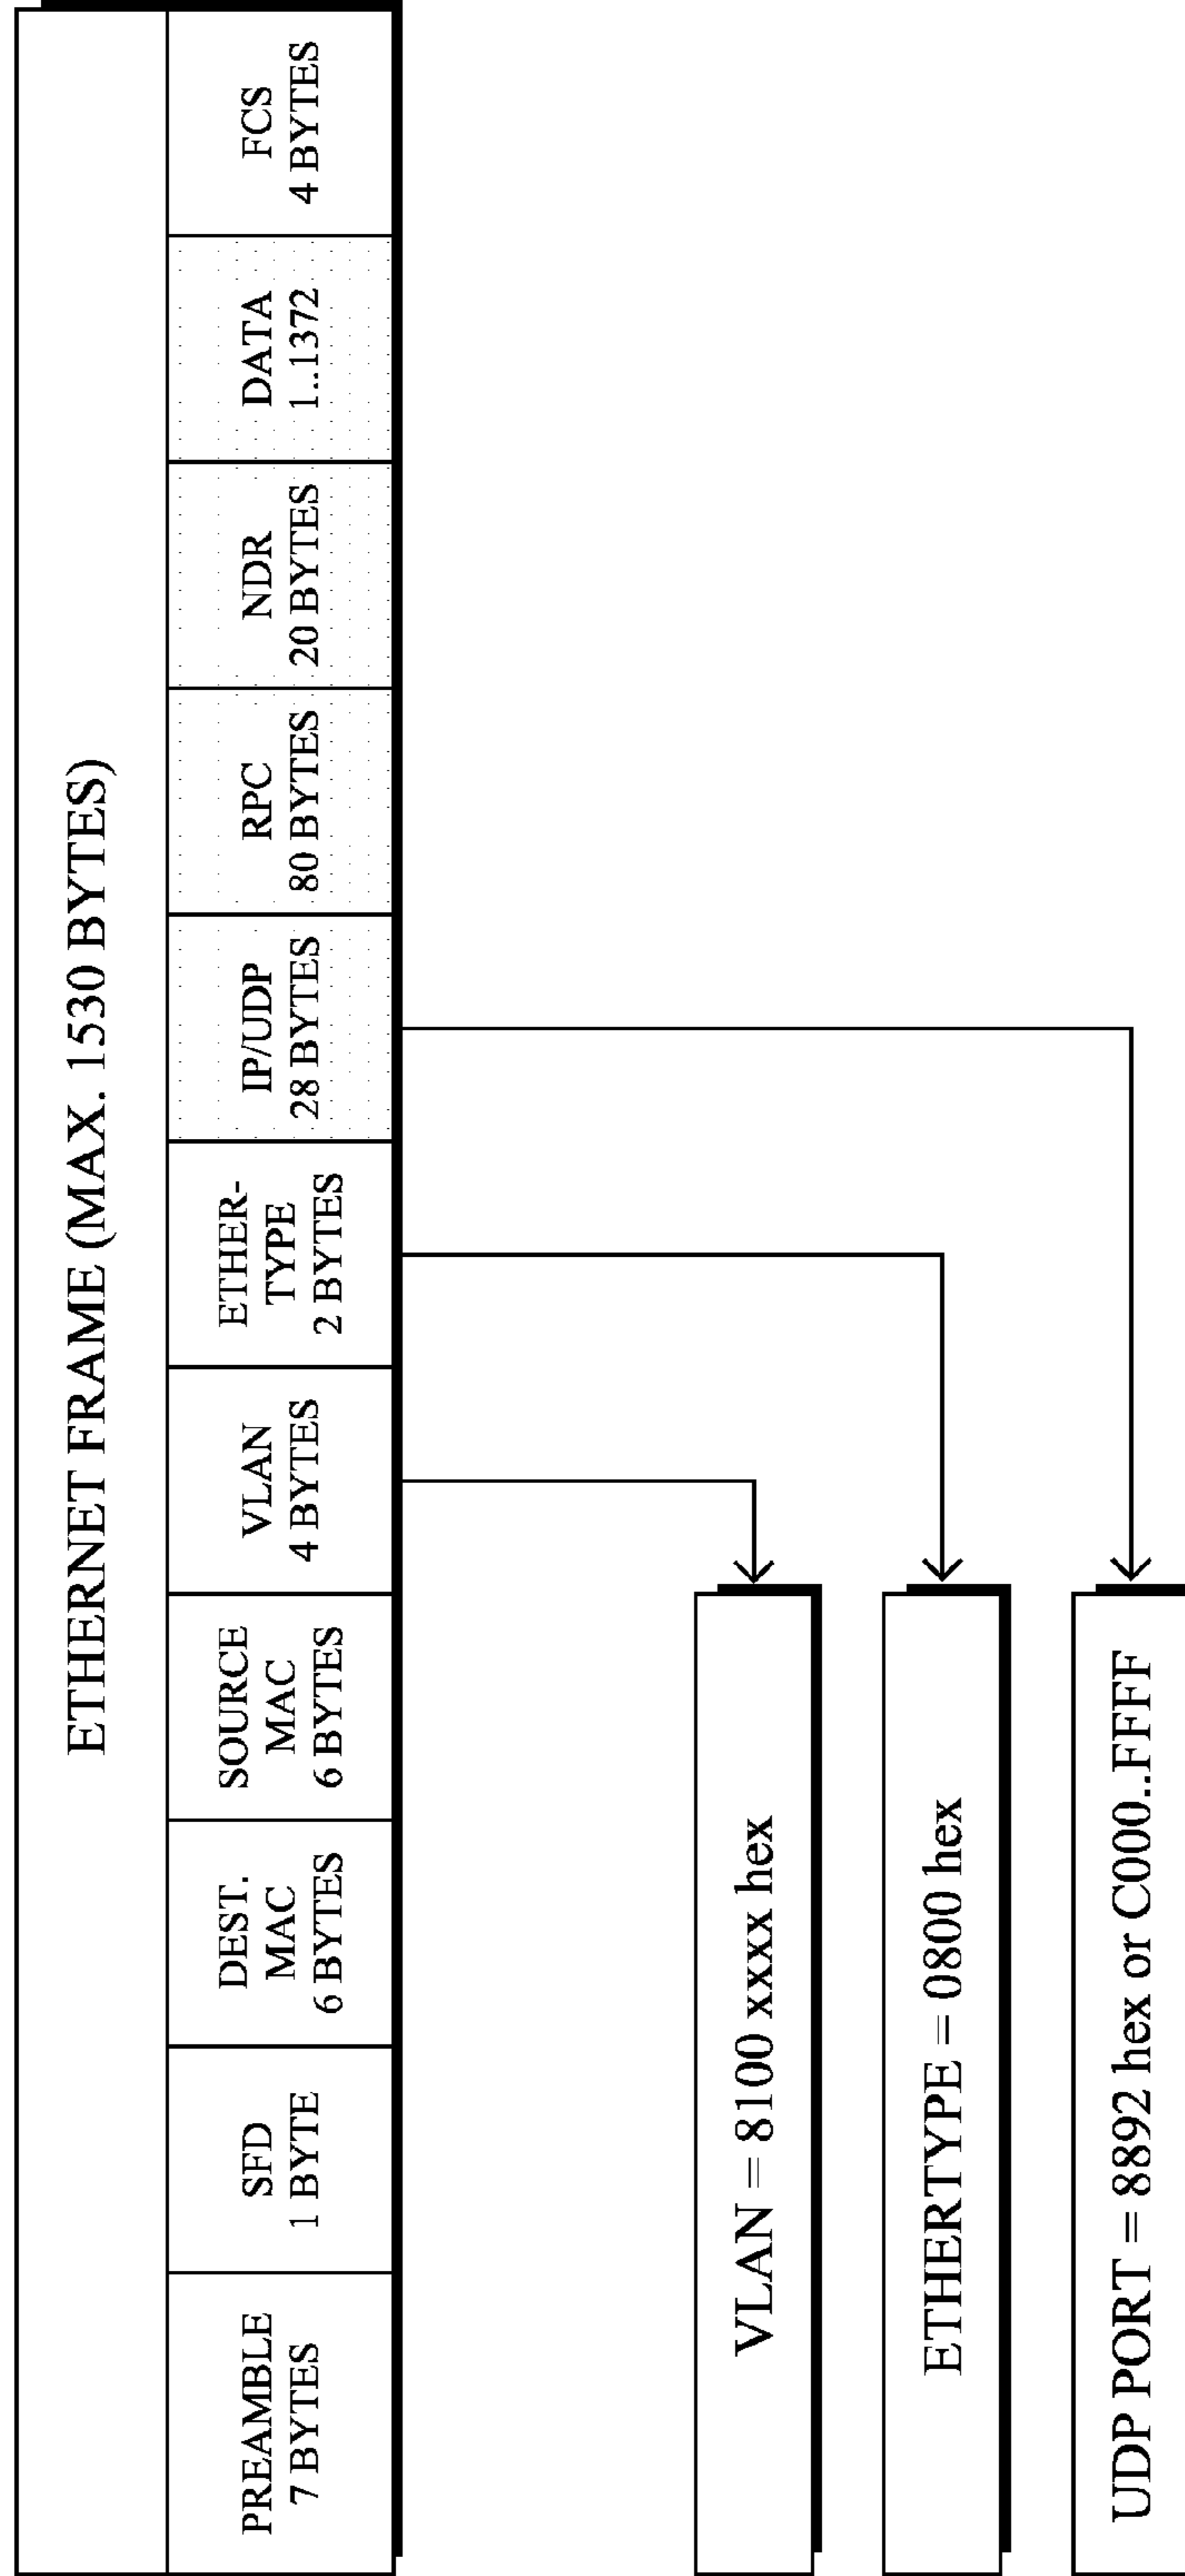 ETHERNET FRAME (MAX. 1530 BYTES)
PREAMBLE
7 BYTES
SFD
1 BYTE
DEST.
MAC
6 BYTES
SOURCE
MAC
6 BYTES
VLAN
4 BYTES
ETHER-
TYPE
2 BYTES
IP/UDP
28 BYTES
RPC
80 BYTES
NDR
20 BYTES
DATA
1..1372
FCS
4 BYTES
VLAN = 8100 xxxx hex
ETHERTYPE = 0800 hex
UDP PORT = 8892 hex or C000..FFFF